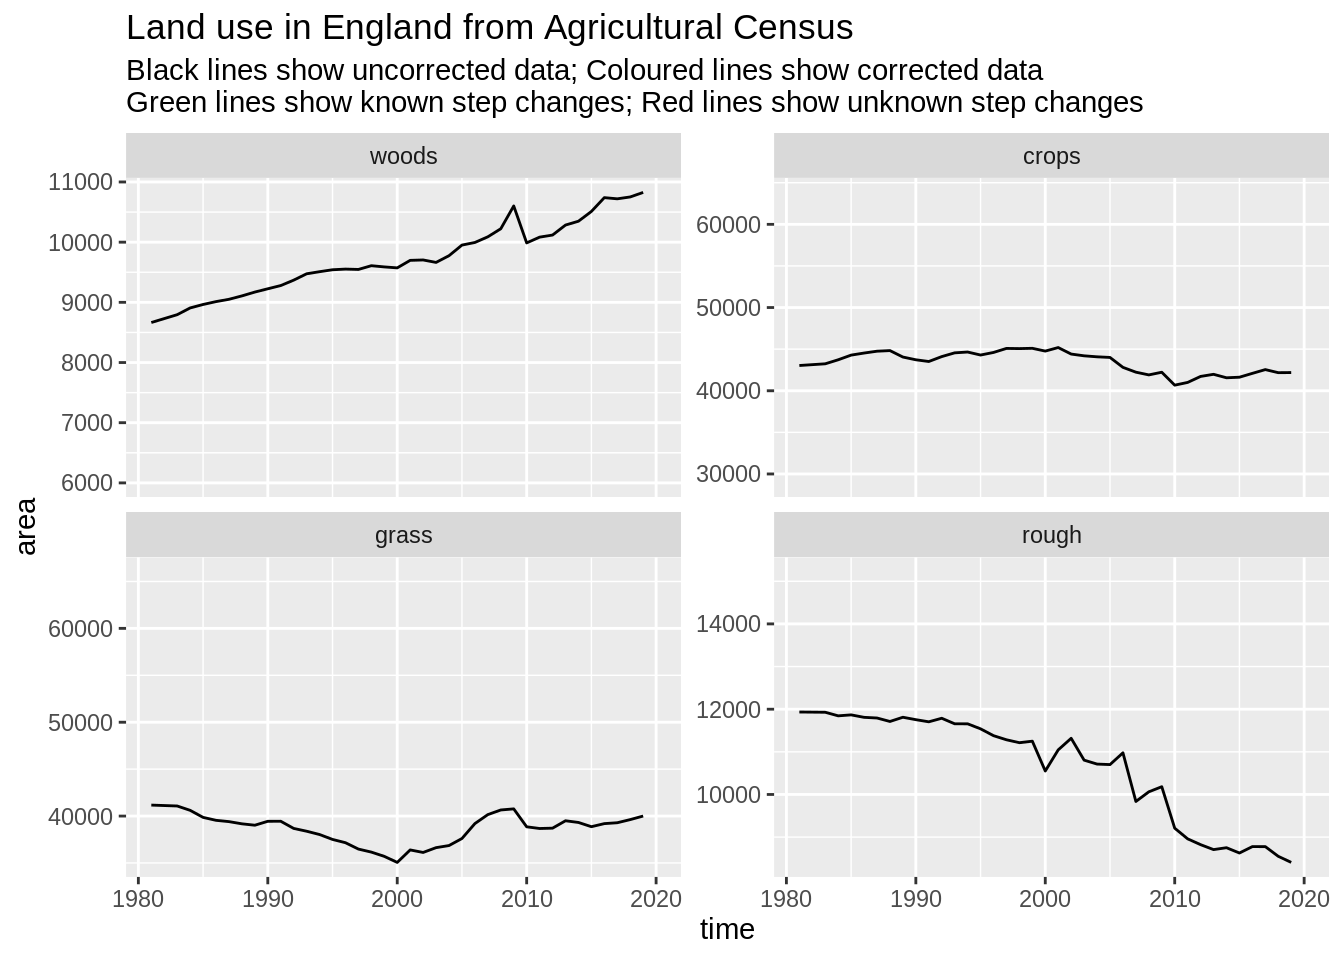 Land use in England from Agricultural Census
Black lines show uncorrected data; Coloured lines show corrected data
Green lines show known step changes; Red lines show unknown step changes
woods
11000
10000
9000
8000
7000
6000
crops
60000
50000
40000
30000
area
grass
60000
50000
40000
1980 1990 2000 2010 2020
rough
14000
12000
10000
1980 1990 2000 2010 2020
time